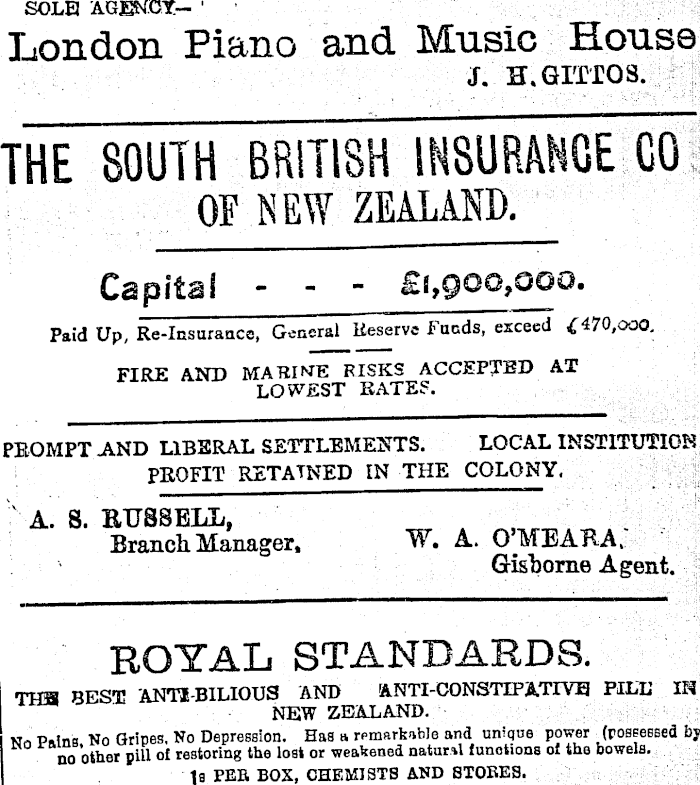 SOLE AGENCY—
London Piano and Music House
J. H. GITTOS.
THE SOUTH BRITISH INSURANCE CO
OF NEW ZEALAND.
Capital - - - £1,900,000.
Paid Up, Re-Insurance, General Reserve Funds, exceed £470,000.
FIRE AND MARINE RISKS ACCEPTED AT
LOWEST RATES.
PROMPT AND LIBERAL SETTLEMENTS. LOCAL INSTITUTION
PROFIT RETAINED IN THE COLONY.
A. S. RUSSELL,
Branch Manager,
W. A. O'MEARA,
Gisborne Agent.
ROYAL STANDARDS.
THE BEST ANTI-BILIOUS AND ANTI-CONSTIPATIVE PILL IN
NEW ZEALAND.
No Pains, No Gripes, No Depression. Has a remarkable and unique power (possessed by
no other pill of restoring the lost or weakened natural functions of the bowels.
1s PER BOX, CHEMISTS AND STORES.